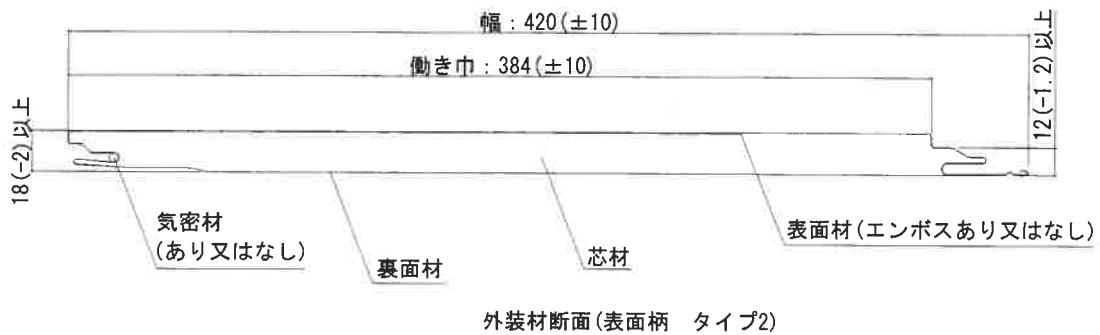 幅：420(±10)
働き巾：384(±10)
12(-1.2)以上
18(-2)以上
気密材
(あり又はなし)
裏面材
芯材
表面材(エンボスあり又はなし)
外装材断面(表面柄　タイプ2)